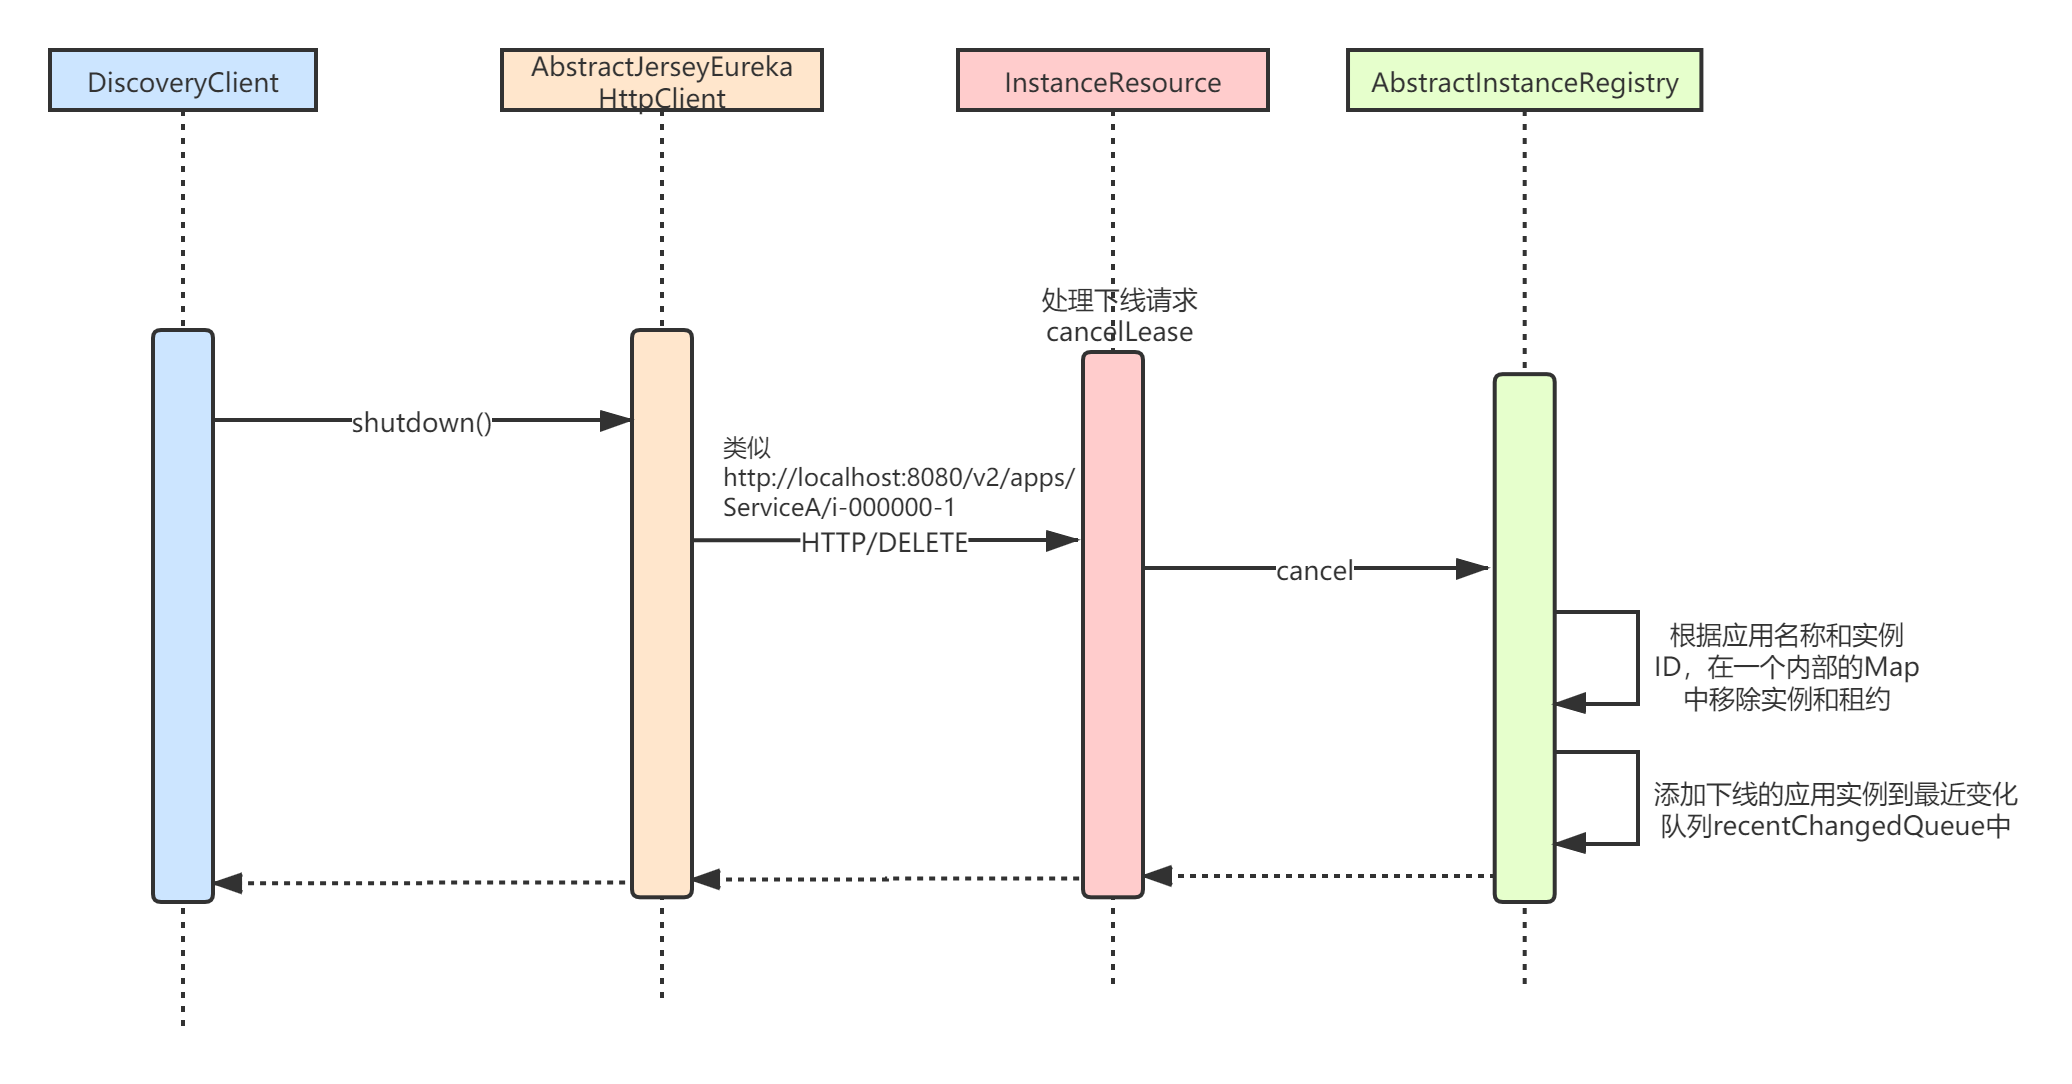 DiscoveryClient
AbstractJerseyEureka
HttpClient
InstanceResource
AbstractInstanceRegistry
处理下线请求
cancelLease
shutdown()
类似
http://localhost:8080/v2/apps/
ServiceA/i-000000-1
HTTP/DELETE
cancel
根据应用名称和实例
ID，在一个内部的Map
中移除实例和租约
添加下线的应用实例到最近变化
队列recentChangedQueue中